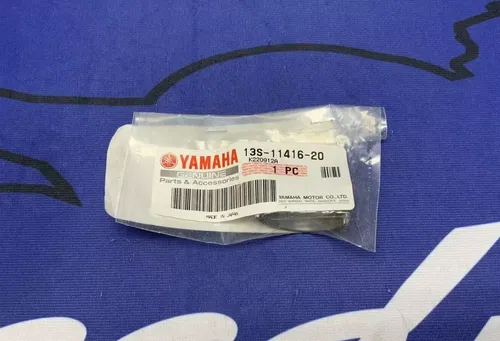 YAMAHA
GENUINE
Parts & Accessories
13S-11416-20
K220912A
1 PC
MADE IN JAPAN
YAMAHA MOTOR CO., LTD.